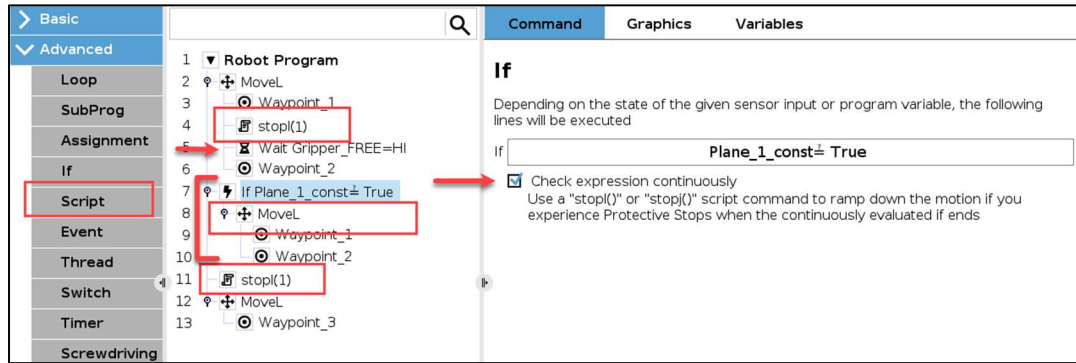 Basic
Advanced
Loop
SubProg
Assignment
If
Script
Event
Thread
Switch
Timer
Screwdriving
1 Robot Program
2 MoveL
3 Waypoint_1
4 stopl(1)
5 Wait Gripper_FREE=HI
6 Waypoint_2
7 If Plane_1_const≟ True
8 MoveL
9 Waypoint_1
10 Waypoint_2
11 stopl(1)
12 MoveL
13 Waypoint_3
Command Graphics Variables
If
Depending on the state of the given sensor input or program variable, the following
lines will be executed
If Plane_1_const≟ True
Check expression continuously
Use a "stopl()" or "stopj()" script command to ramp down the motion if you
experience Protective Stops when the continuously evaluated if ends